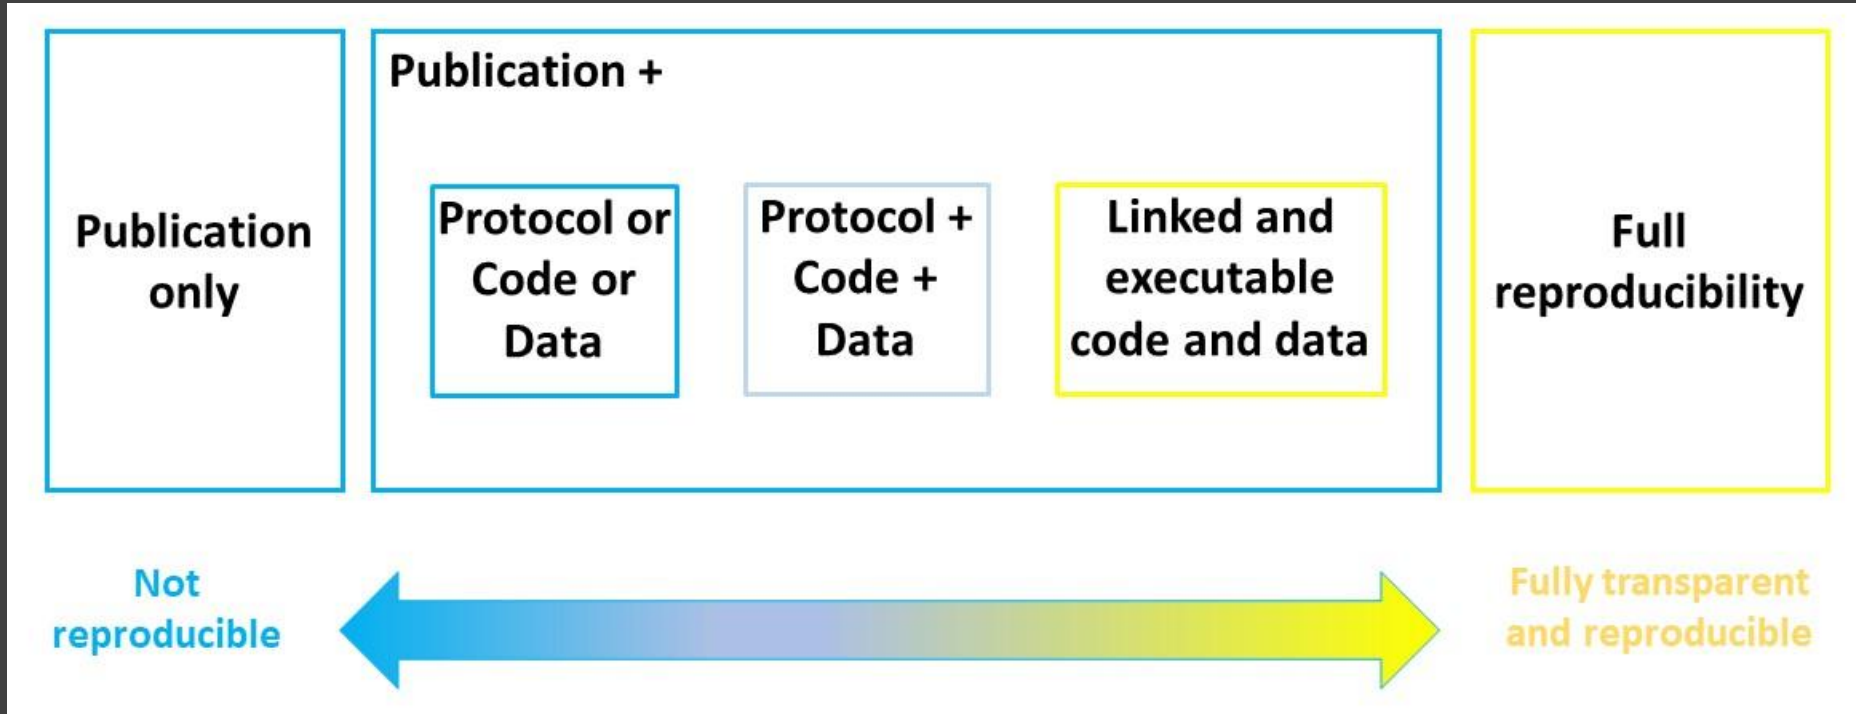 Publication
only
Publication +
Protocol or
Code or
Data
Protocol +
Code +
Data
Linked and
executable
code and data
Full
reproducibility
Not
reproducible
Fully transparent
and reproducible